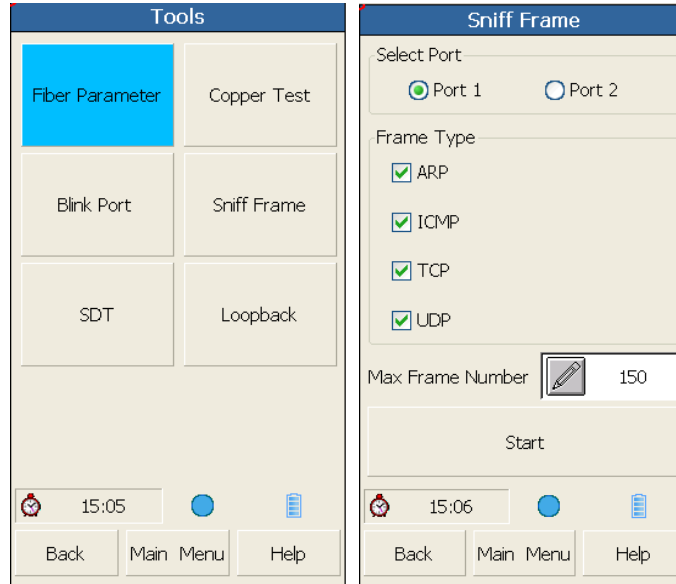 Tools
Fiber Parameter
Copper Test
Blink Port
Sniff Frame
SDT
Loopback
15:05
Back
Main Menu
Help
Sniff Frame
Select Port
Port 1
Port 2
Frame Type
ARP
ICMP
TCP
UDP
Max Frame Number
150
Start
15:06
Back
Main Menu
Help